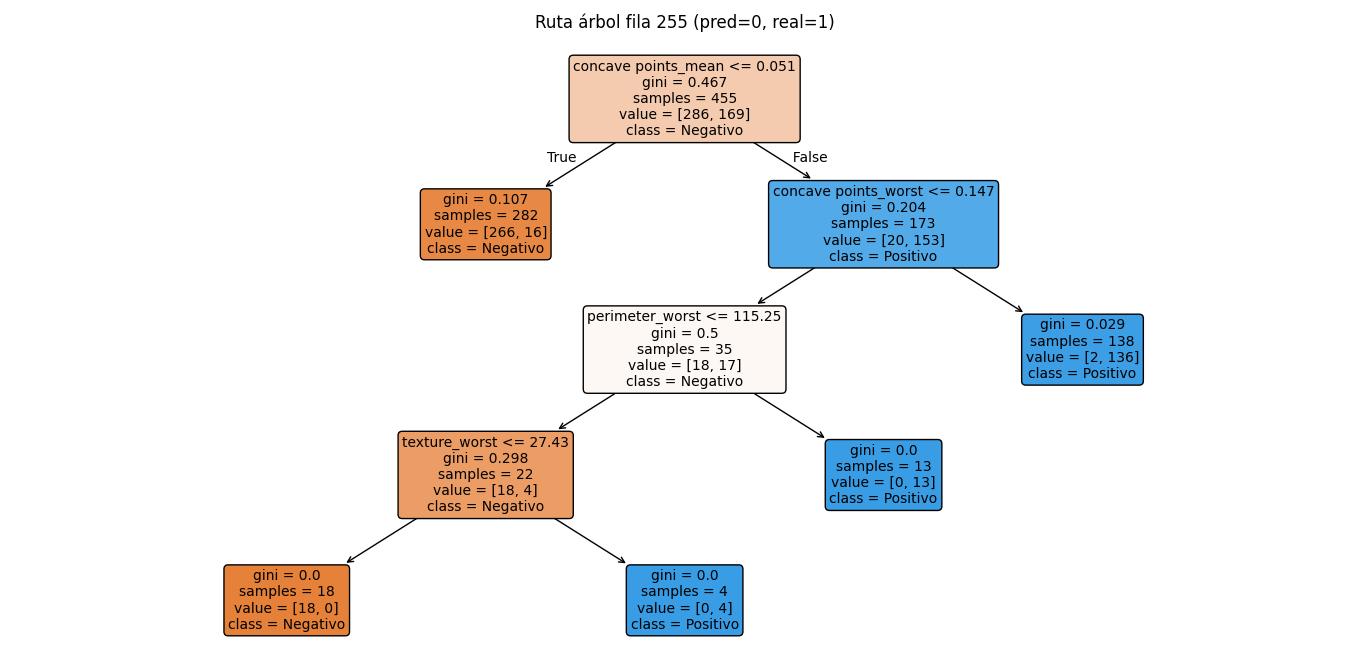 Ruta árbol fila 255 (pred=0, real=1)
concave points_mean <= 0.051
gini = 0.467
samples = 455
value = [286, 169]
class = Negativo
True
False
gini = 0.107
samples = 282
value = [266, 16]
class = Negativo
concave points_worst <= 0.147
gini = 0.204
samples = 173
value = [20, 153]
class = Positivo
perimeter_worst <= 115.25
gini = 0.5
samples = 35
value = [18, 17]
class = Negativo
gini = 0.029
samples = 138
value = [2, 136]
class = Positivo
texture_worst <= 27.43
gini = 0.298
samples = 22
value = [18, 4]
class = Negativo
gini = 0.0
samples = 13
value = [0, 13]
class = Positivo
gini = 0.0
samples = 18
value = [18, 0]
class = Negativo
gini = 0.0
samples = 4
value = [0, 4]
class = Positivo